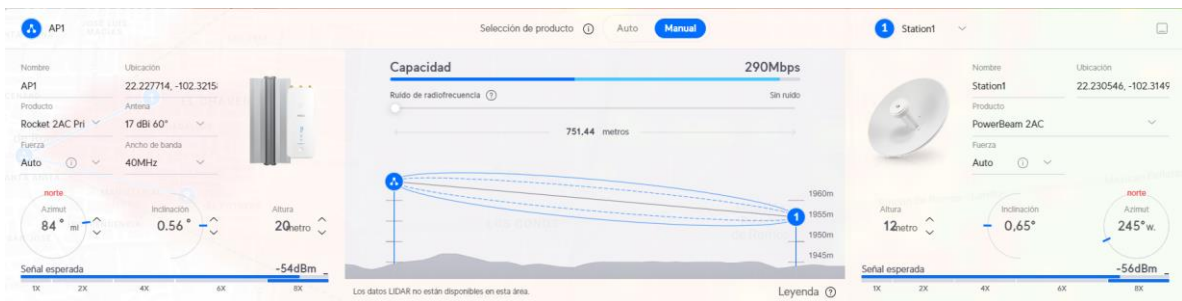 AP1
Selección de producto
Auto
Manual
1
Station1
Nombre
Ubicación
AP1
22.227714, -102.3215
Producto
Antena
Rocket 2AC Pri
17 dBi 60°
Fuerza
Ancho de banda
Auto
40MHz
norte
Azimut
84 ° mi
Inclinación
0.56 °
Altura
20netro
Señal esperada
-54dBm
1X 2X 4X 6X 8X
Capacidad
290Mbps
Ruido de radiofrecuencia
Sin ruido
751,44 metros
1960m
1
1955m
1950m
1945m
Los datos LIDAR no están disponibles en esta área.
Leyenda
Nombre
Ubicación
Station1
22.230546, -102.3149
Producto
PowerBeam 2AC
Fuerza
Auto
Altura
12netro
Inclinación
0,65°
norte
Azimut
245° w.
Señal esperada
-56dBm
1X 2X 4X 6X 8X